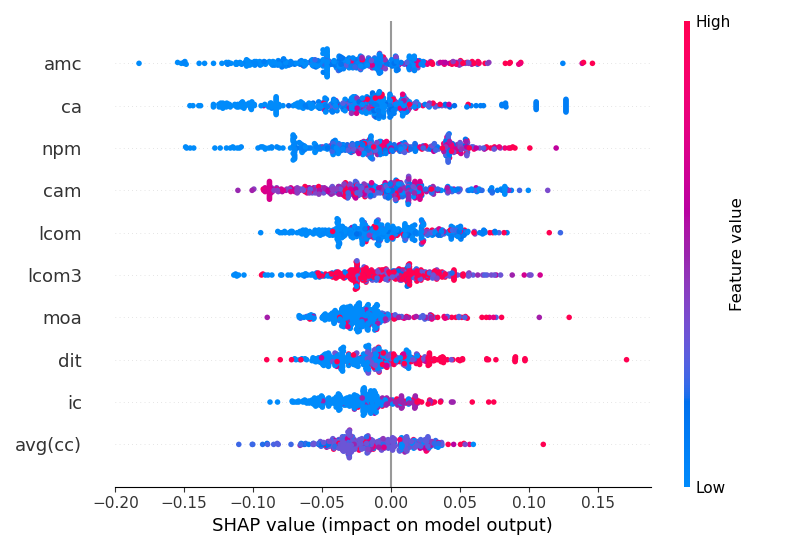 High
amc
ca
npm
cam
lcom
lcom3
moa
dit
ic
avg(cc)
Feature value
Low
−0.20 −0.15 −0.10 −0.05 0.00 0.05 0.10 0.15
SHAP value (impact on model output)